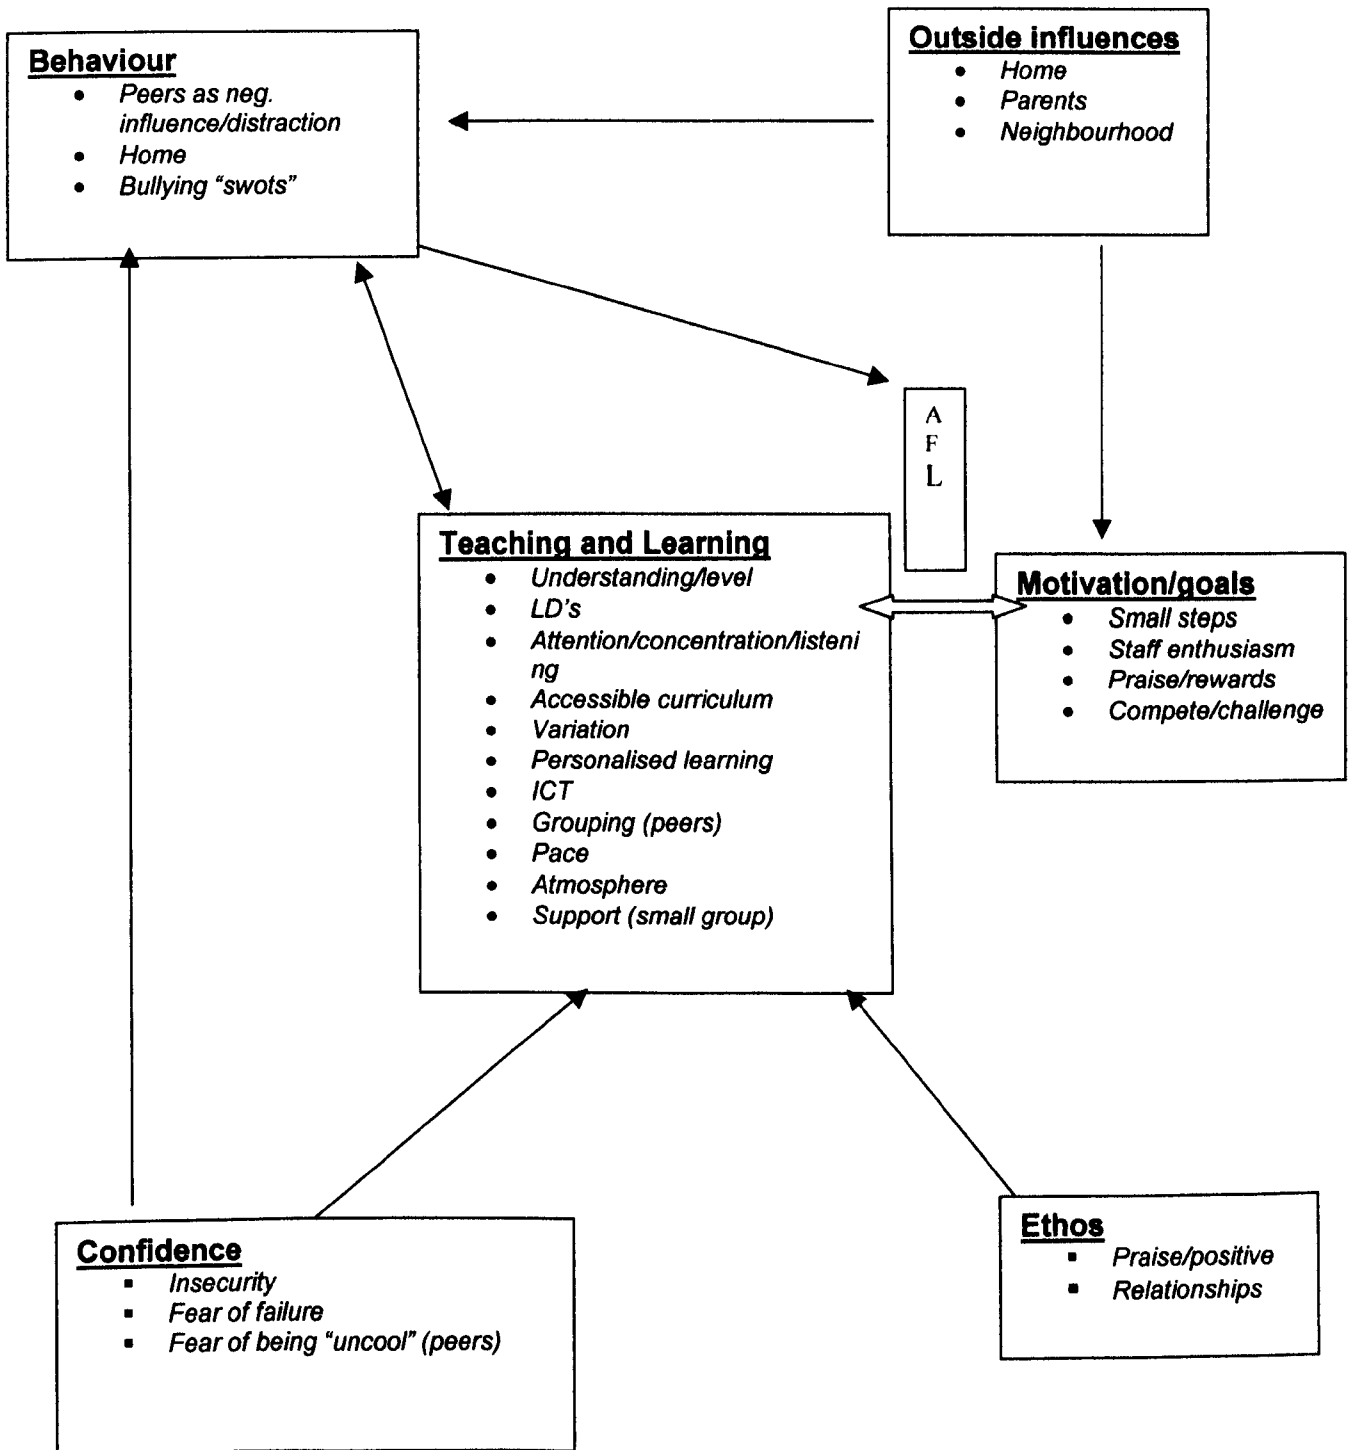 Behaviour
Peers as neg.
influence/distraction
Home
Bullying "swots"
Outside influences
Home
Parents
Neighbourhood
A
F
L
Teaching and Learning
Understanding/level
LD's
Attention/concentration/listeni
ng
Accessible curriculum
Variation
Personalised learning
ICT
Grouping (peers)
Pace
Atmosphere
Support (small group)
Motivation/goals
Small steps
Staff enthusiasm
Praise/rewards
Compete/challenge
Confidence
Insecurity
Fear of failure
Fear of being "uncool" (peers)
Ethos
Praise/positive
Relationships